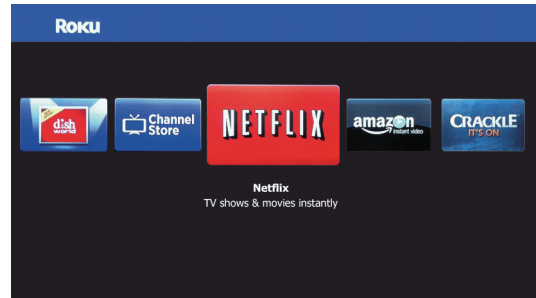 Roku
dish
world
Channel
Store
NETFLIX
amazon
instant video
CRACKLE
IT'S ON
Netflix
TV shows & movies instantly